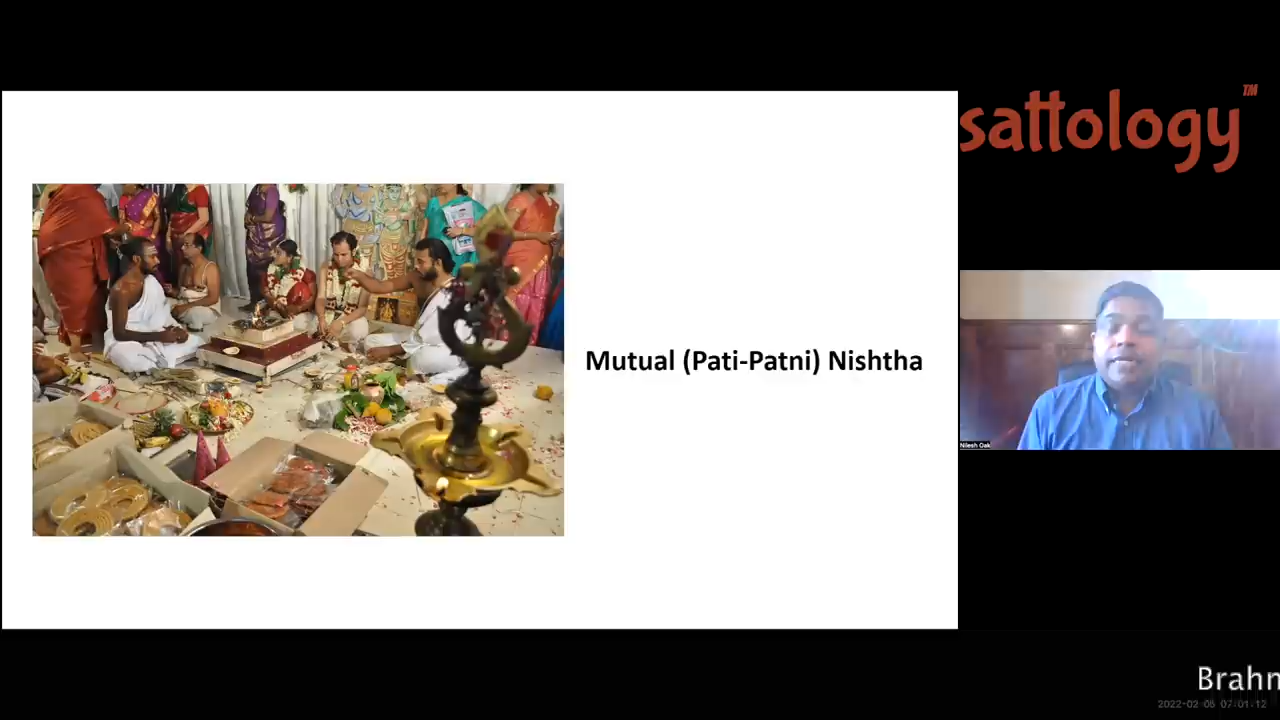 sattology™
Mutual (Pati-Patni) Nishtha
Nilesh Oak
Brahn
2022-02-06 07:01:12